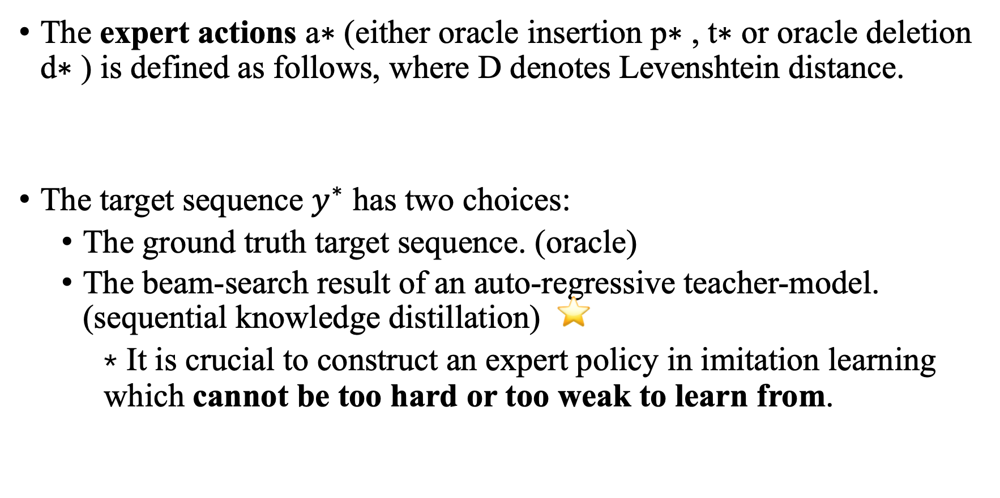 • The expert actions a* (either oracle insertion p* , t* or oracle deletion
d* ) is defined as follows, where D denotes Levenshtein distance.
• The target sequence y* has two choices:
• The ground truth target sequence. (oracle)
• The beam-search result of an auto-regressive teacher-model.
(sequential knowledge distillation) ⭐
* It is crucial to construct an expert policy in imitation learning
which cannot be too hard or too weak to learn from.